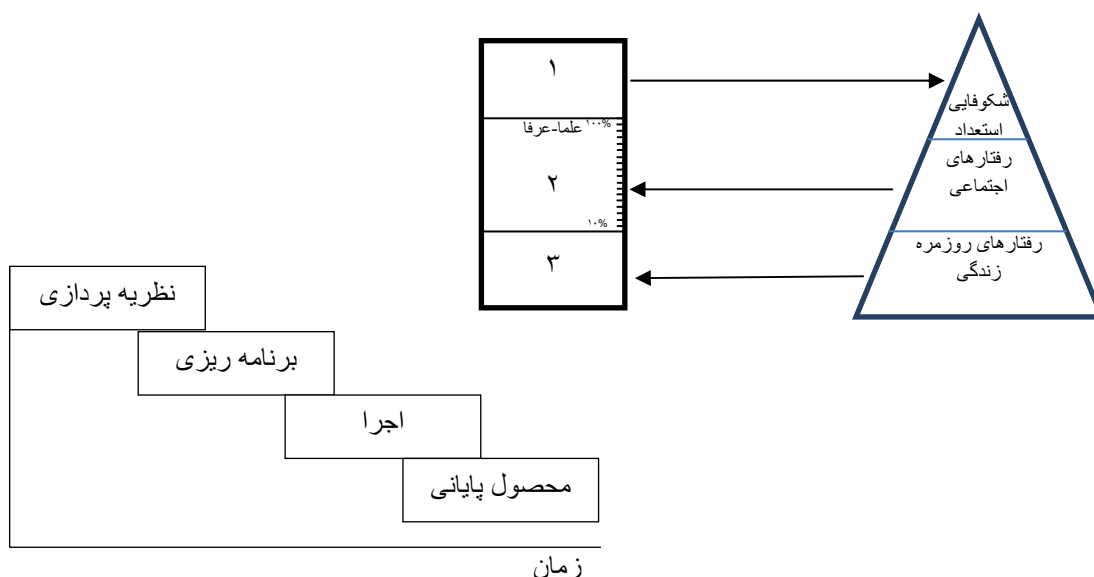 ۱
علما-عرفا
۱۰۰%
۲
۱۰%
۳
شکوفایی
استعداد
رفتارهای
اجتماعی
رفتارهای روزمره
زندگی
نظریه پردازی
برنامه ریزی
اجرا
محصول پایانی
زمان